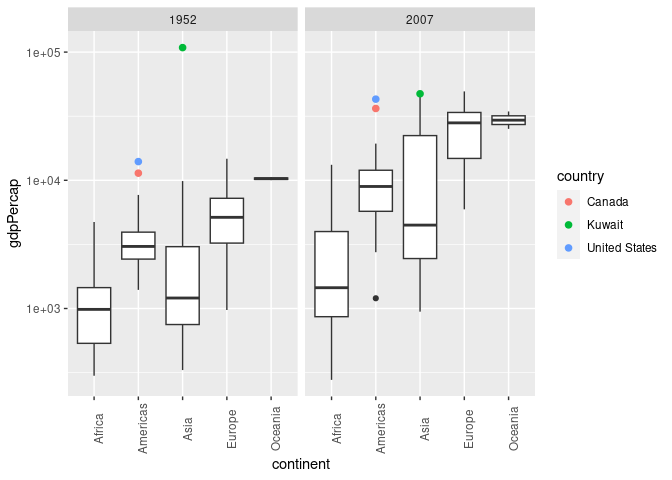 1952
2007
1e+05
1e+04
1e+03
gdpPercap
Africa
Americas
Asia
Europe
Oceania
Africa
Americas
Asia
Europe
Oceania
continent
country
Canada
Kuwait
United States